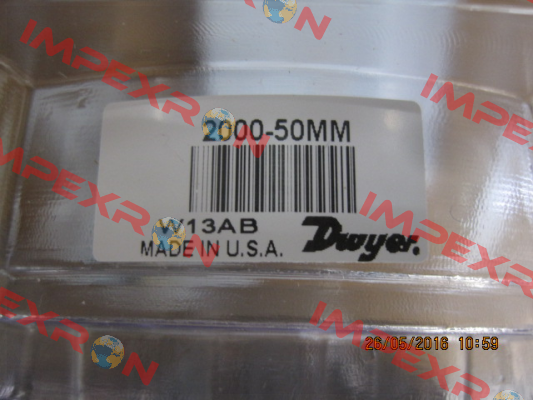 2000-50MM
W13AB
MADE IN U.S.A.
Dwyer.
26/05/2016 10:59
IMPEXRON
IMPEXRON
IMPEXRON
IMPEXRON